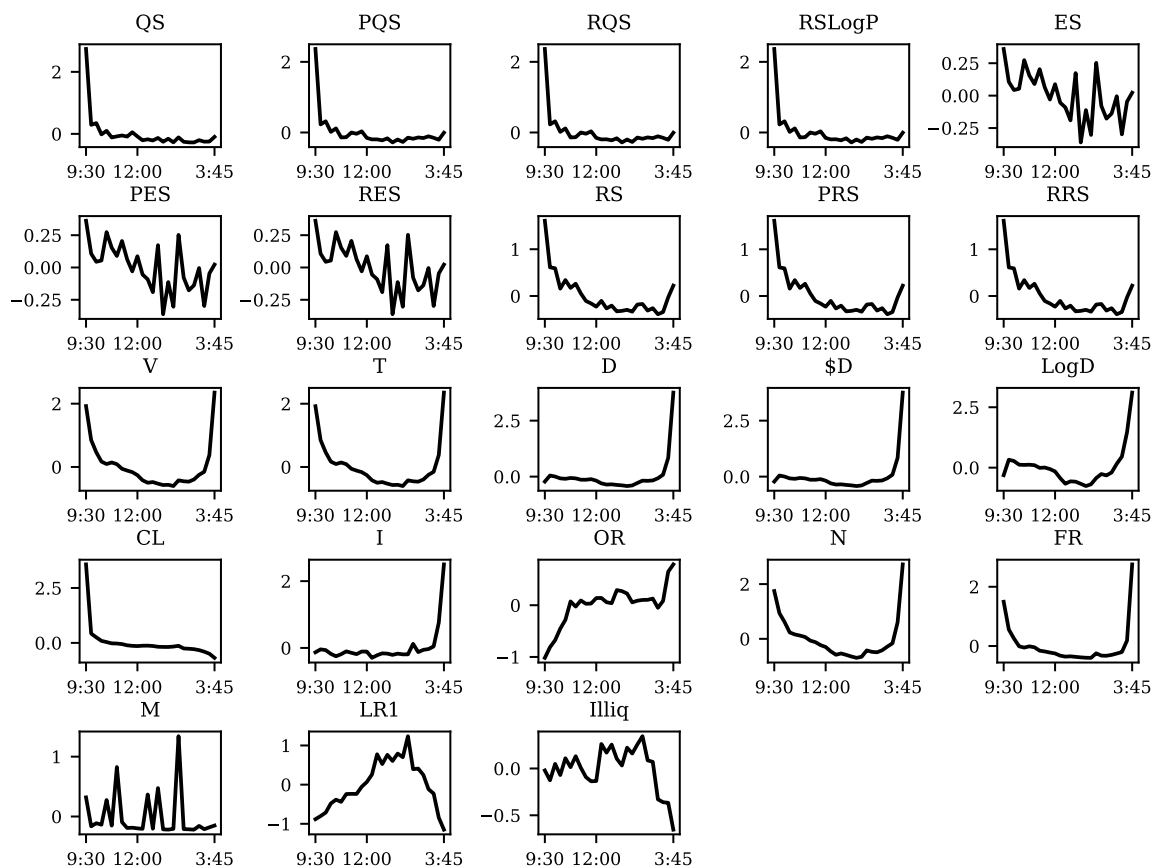 QS PQS RQS RSLogP ES
2 2 2 2 0.25
0.00
0 0 0 0 −0.25
9:30 12:00 3:45 9:30 12:00 3:45 9:30 12:00 3:45 9:30 12:00 3:45 9:30 12:00 3:45
PES RES RS PRS RRS
0.25 0.25 1 1 1
0.00 0.00
−0.25 −0.25 0 0 0
9:30 12:00 3:45 9:30 12:00 3:45 9:30 12:00 3:45 9:30 12:00 3:45 9:30 12:00 3:45
V T D $D LogD
2 2 2.5 2.5 2.5
0 0 0.0 0.0 0.0
9:30 12:00 3:45 9:30 12:00 3:45 9:30 12:00 3:45 9:30 12:00 3:45 9:30 12:00 3:45
CL I OR N FR
2.5 2 0 2 2
0.0 0 −1 0 0
9:30 12:00 3:45 9:30 12:00 3:45 9:30 12:00 3:45 9:30 12:00 3:45 9:30 12:00 3:45
M LR1 Illiq
1 1 0.0
0 0 −0.5
−1
9:30 12:00 3:45 9:30 12:00 3:45 9:30 12:00 3:45